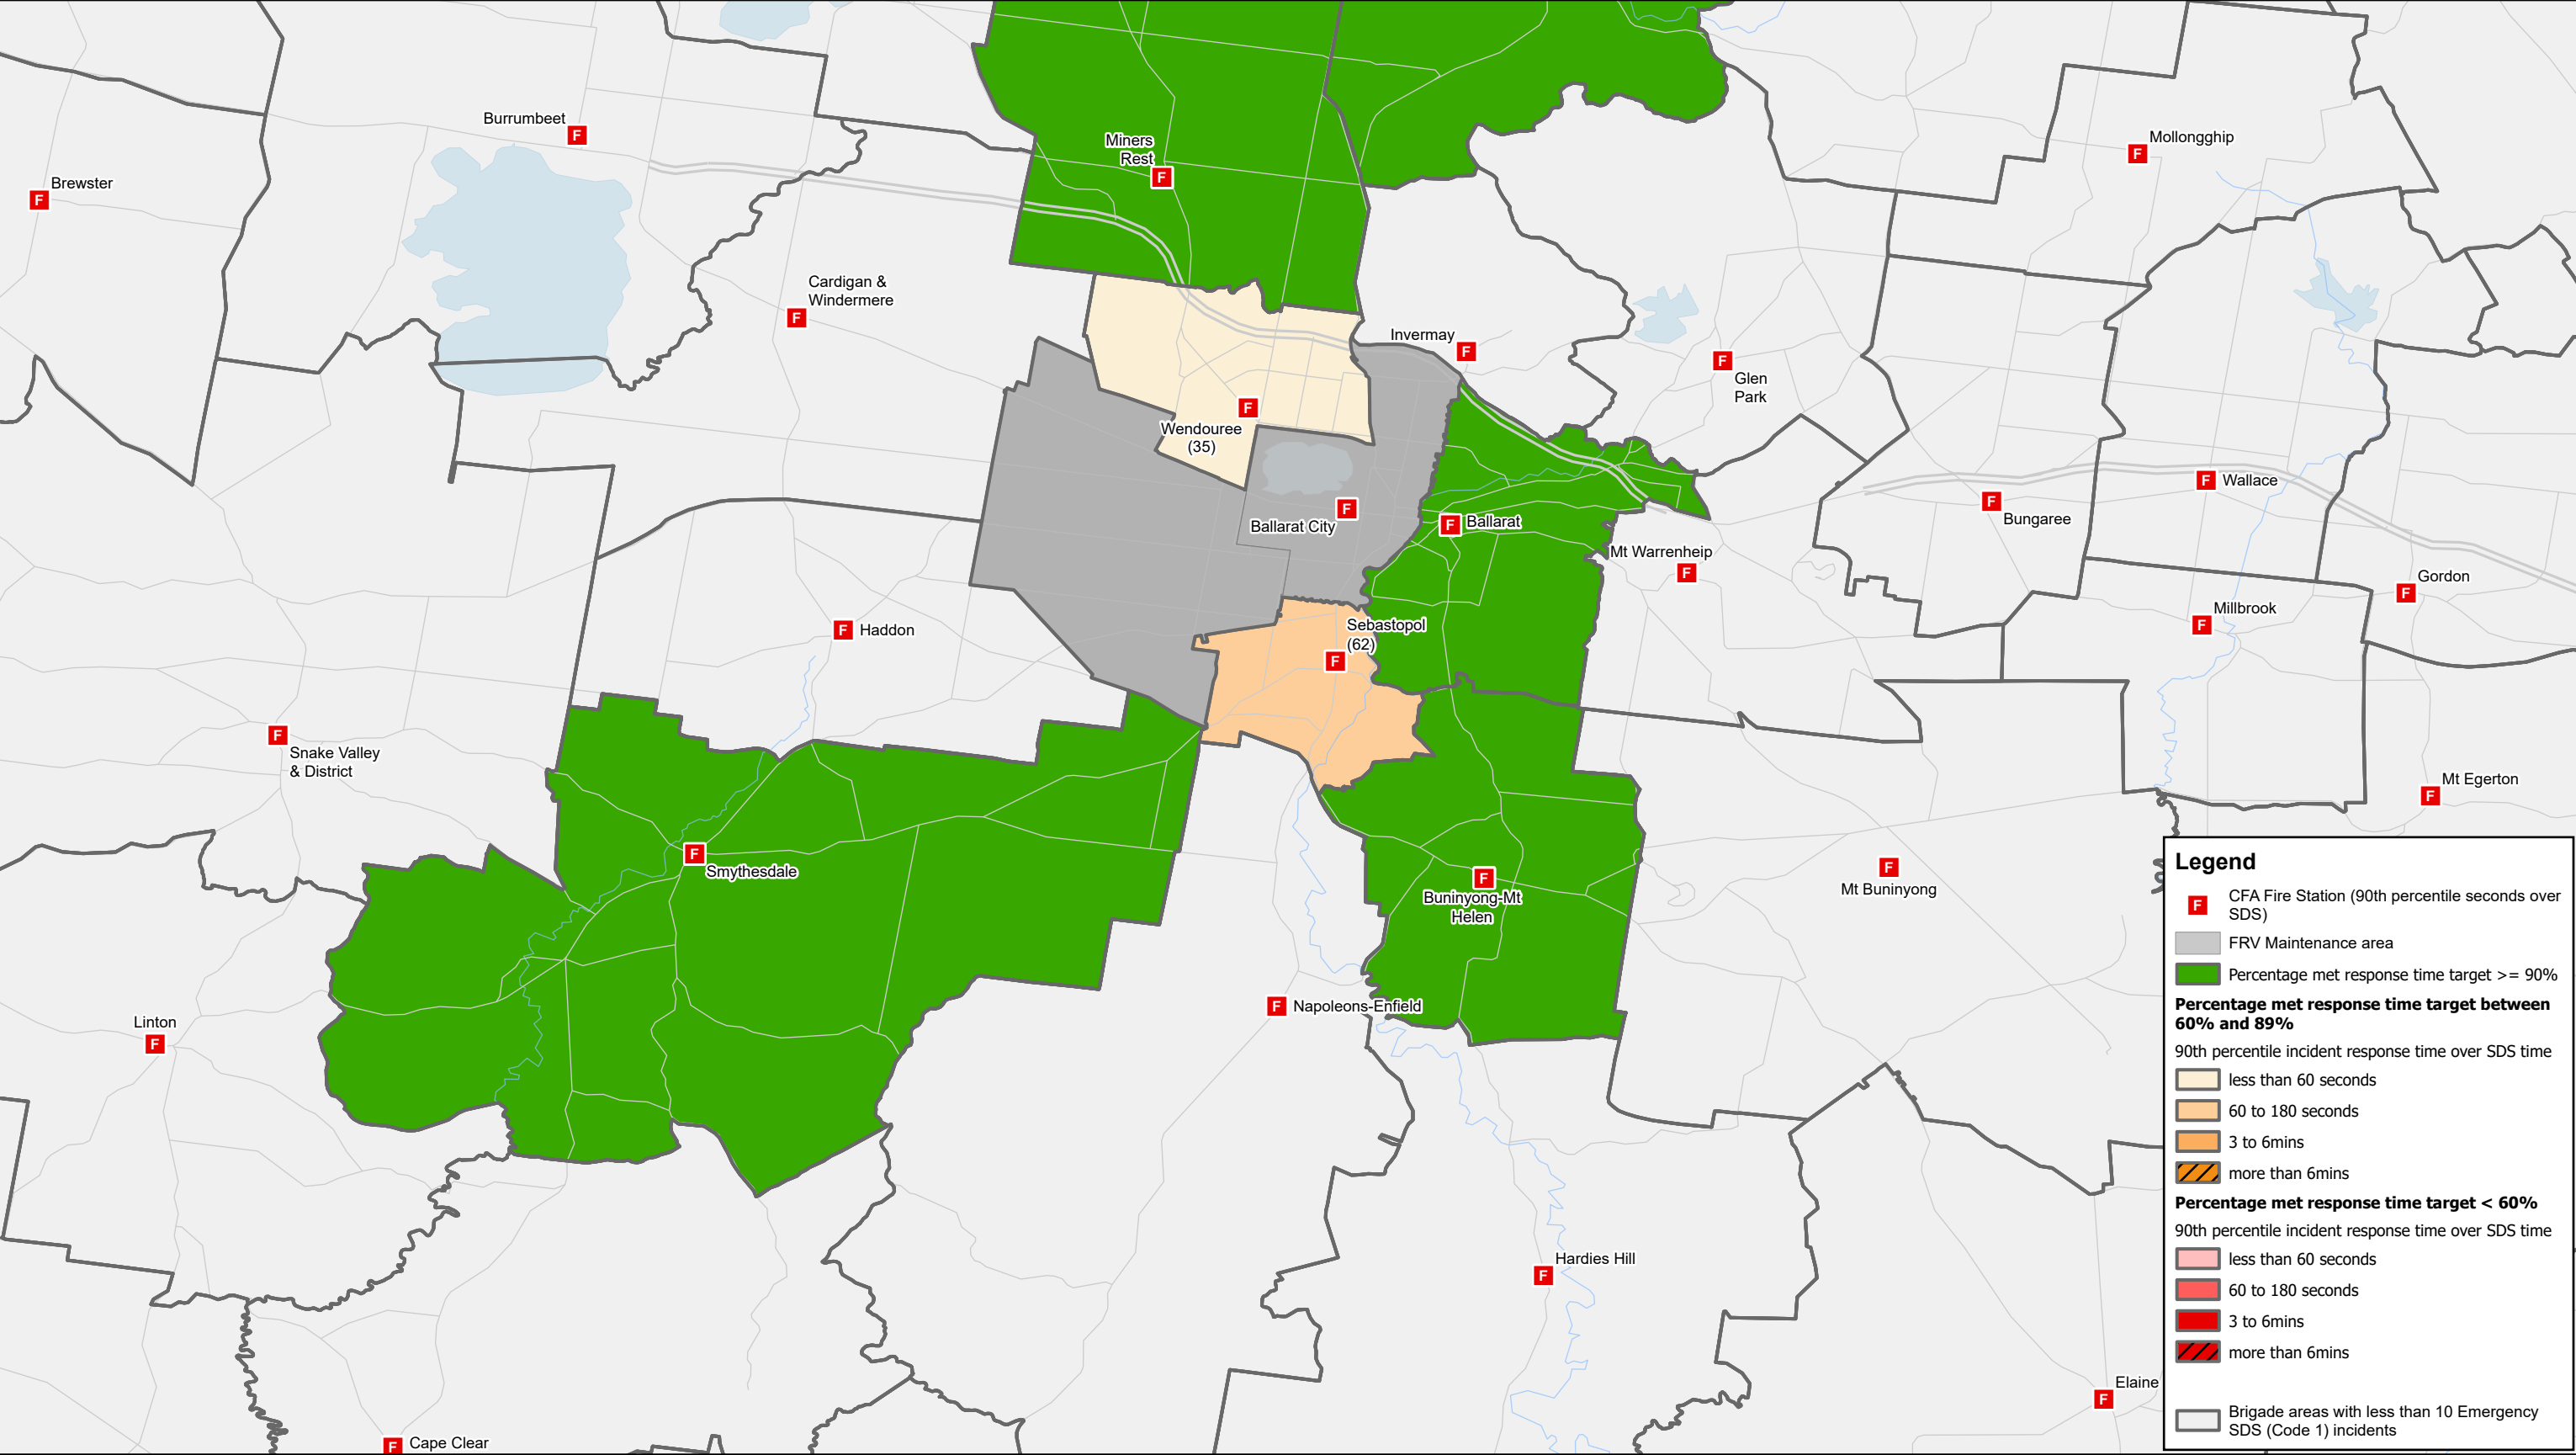 Burrumbeet
F
Brewster
F
Miners
Rest
F
Mollongghip
F
Cardigan &
Windermere
F
Invermay
F
F
Glen
Park
F
Wendouree
(35)
F
Ballarat City
F
Ballarat
F
Bungaree
F
Wallace
Mt Warrenheip
F
F
Gordon
Millbrook
F
F
Haddon
Sebastopol
(62)
F
F
Snake Valley
& District
Mt Egerton
F
F
Smythesdale
F
Buninyong-Mt
Helen
F
Mt Buninyong
F
Napoleons-Enfield
Linton
F
Hardies Hill
F
Elaine
F
F
Cape Clear
Legend
F
CFA Fire Station (90th percentile seconds over
SDS)
FRV Maintenance area
Percentage met response time target >= 90%
Percentage met response time target between
60% and 89%
90th percentile incident response time over SDS time
less than 60 seconds
60 to 180 seconds
3 to 6mins
more than 6mins
Percentage met response time target < 60%
90th percentile incident response time over SDS time
less than 60 seconds
60 to 180 seconds
3 to 6mins
more than 6mins
Brigade areas with less than 10 Emergency
SDS (Code 1) incidents